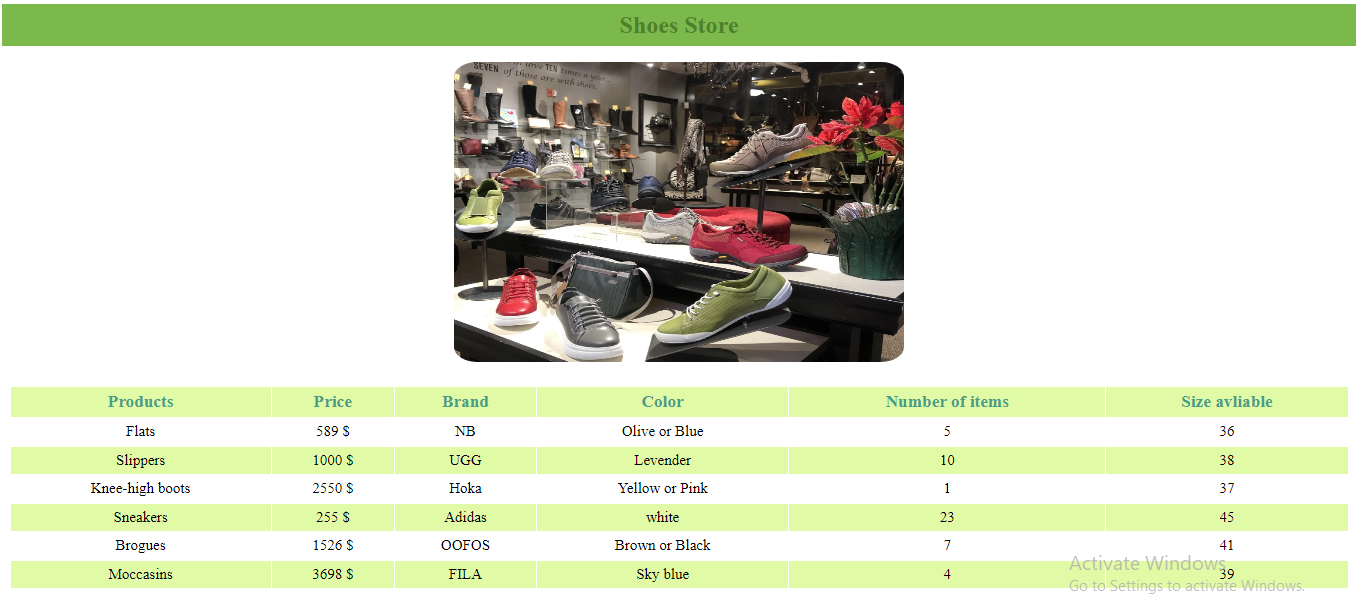 Shoes Store
SEVEN
TEN times a year
of those are with shoes.
Products Price Brand Color Number of items Size avliable
Flats 589 $ NB Olive or Blue 5 36
Slippers 1000 $ UGG Levender 10 38
Knee-high boots 2550 $ Hoka Yellow or Pink 1 37
Sneakers 255 $ Adidas white 23 45
Brogues 1526 $ OOFOS Brown or Black 7 41
Moccasins 3698 $ FILA Sky blue 4 39
Activate Windows
Go to Settings to activate Windows.